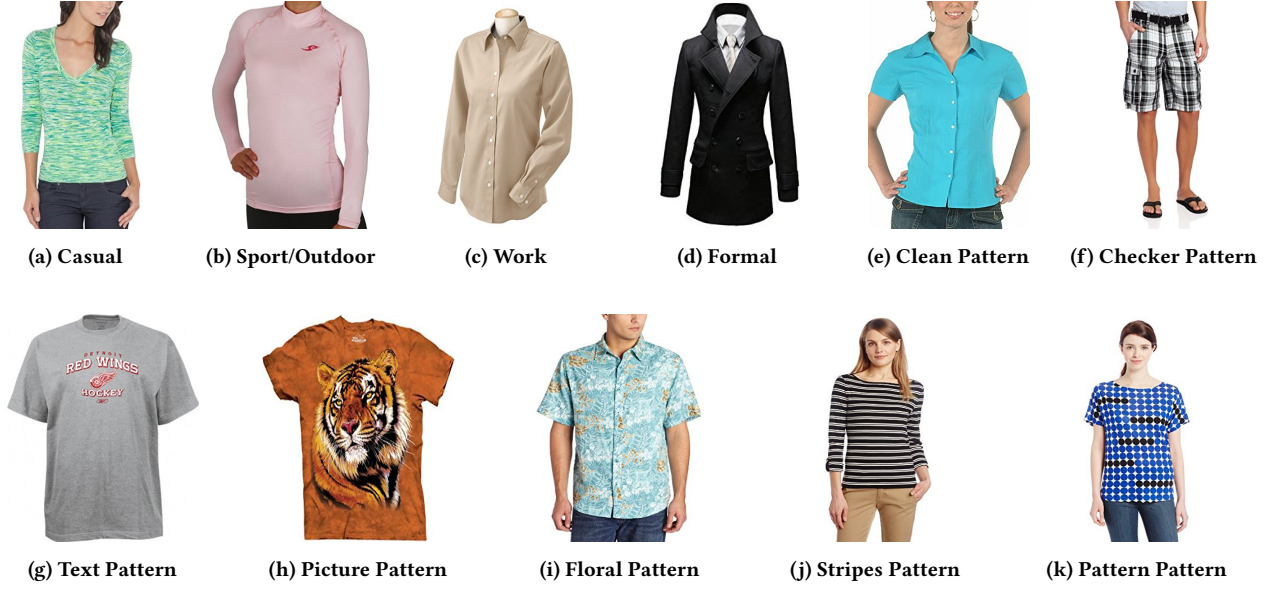 (a) Casual
(b) Sport/Outdoor
(c) Work
(d) Formal
(e) Clean Pattern
(f) Checker Pattern
DETROIT
RED WINGS
HOCKEY
(g) Text Pattern
(h) Picture Pattern
(i) Floral Pattern
(j) Stripes Pattern
(k) Pattern Pattern